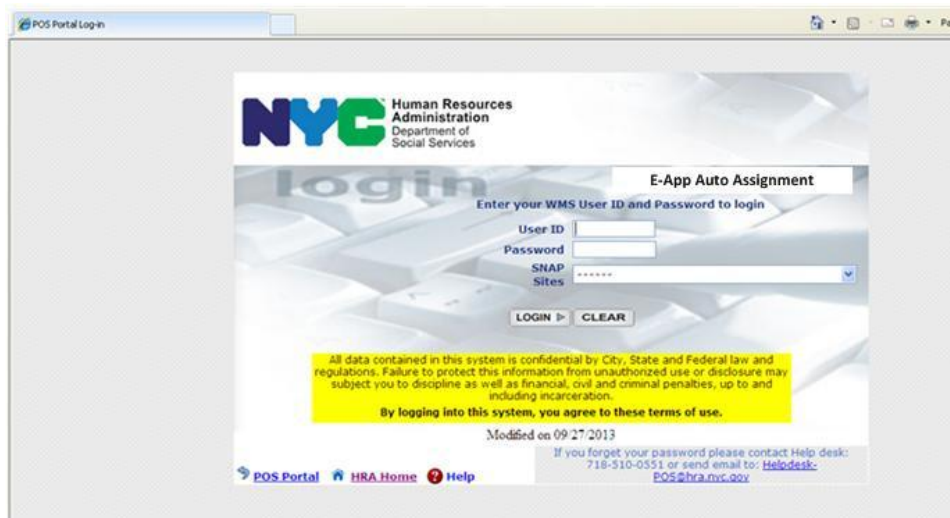 POS Portal Log-in
NYC
Human Resources
Administration
Department of
Social Services
login
E-App Auto Assignment
Enter your WMS User ID and Password to login
User ID
Password
SNAP
Sites
------
LOGIN
CLEAR
All data contained in this system is confidential by City, State and Federal law and
regulations. Failure to protect this information from unauthorized use or disclosure may
subject you to discipline as well as financial, civil and criminal penalties, up to and
including incarceration.
By logging into this system, you agree to these terms of use.
Modified on 09/27/2013
If you forget your password please contact Help desk:
718-510-0551 or send email to: Helpdesk-
POS@hra.nyc.gov
POS Portal HRA Home ? Help